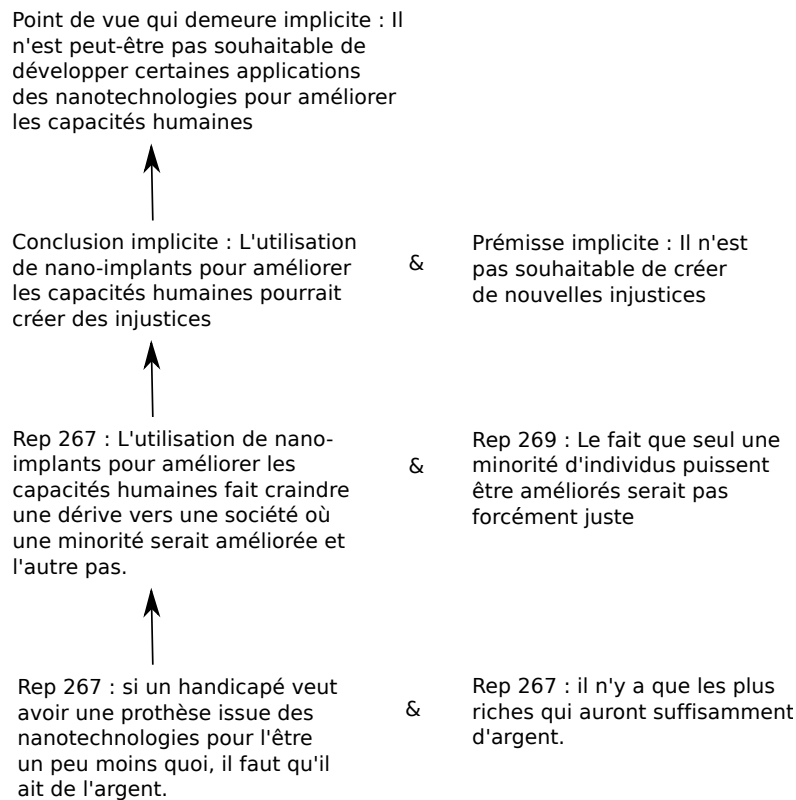 Point de vue qui demeure implicite : Il
n'est peut-être pas souhaitable de
développer certaines applications
des nanotechnologies pour améliorer
les capacités humaines
Conclusion implicite : L'utilisation
de nano-implants pour améliorer
les capacités humaines pourrait
créer des injustices
&
Prémisse implicite : Il n'est
pas souhaitable de créer
de nouvelles injustices
Rep 267 : L'utilisation de nano-
implants pour améliorer les
capacités humaines fait craindre
une dérive vers une société où
une minorité serait améliorée et
l'autre pas.
&
Rep 269 : Le fait que seul une
minorité d'individus puissent
être améliorés serait pas
forcément juste
Rep 267 : si un handicapé veut
avoir une prothèse issue des
nanotechnologies pour l'être
un peu moins quoi, il faut qu'il
ait de l'argent.
&
Rep 267 : il n'y a que les plus
riches qui auront suffisamment
d'argent.